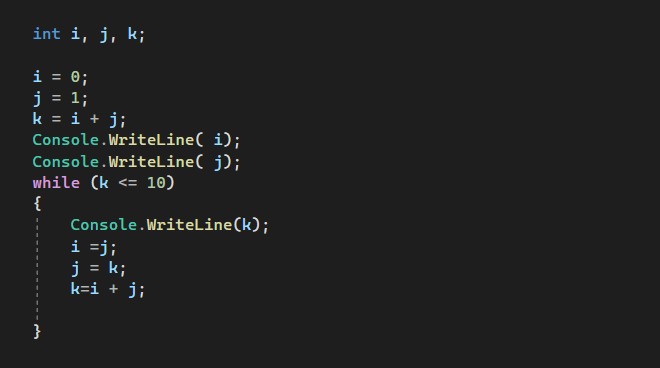 int i, j, k;
i = 0;
j = 1;
k = i + j;
Console.WriteLine( i);
Console.WriteLine( j);
while (k <= 10)
{
Console.WriteLine(k);
i =j;
j = k;
k=i + j;
}